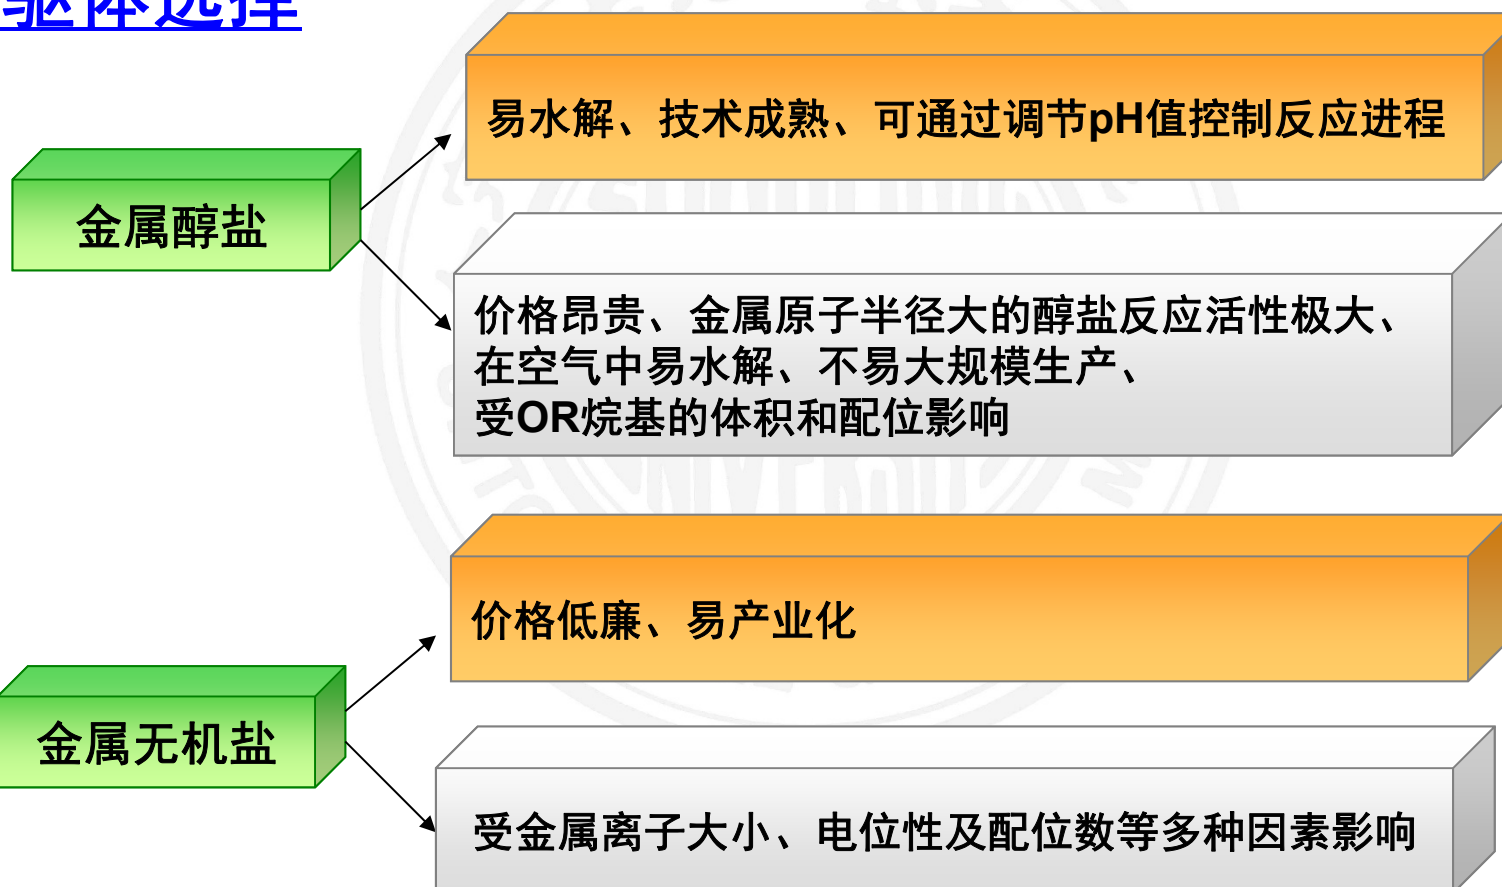 驱体选择
易水解、技术成熟、可通过调节pH值控制反应进程
金属醇盐
价格昂贵、金属原子半径大的醇盐反应活性极大、
在空气中易水解、不易大规模生产、
受OR烷基的体积和配位影响
价格低廉、易产业化
金属无机盐
受金属离子大小、电位性及配位数等多种因素影响